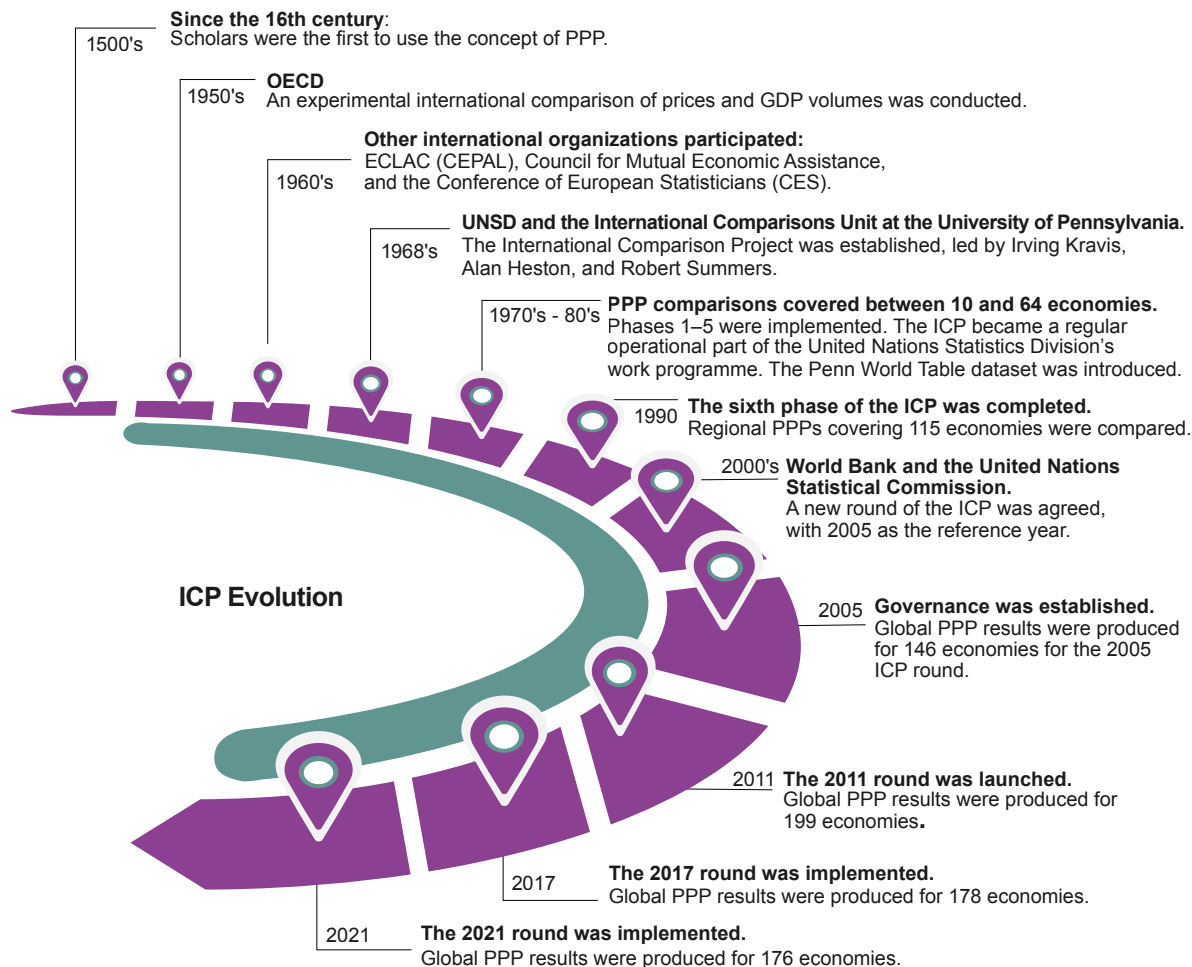 Since the 16th century:
1500's
Scholars were the first to use the concept of PPP.
OECD
1950's
An experimental international comparison of prices and GDP volumes was conducted.
Other international organizations participated:
ECLAC (CEPAL), Council for Mutual Economic Assistance,
1960's
and the Conference of European Statisticians (CES).
UNSD and the International Comparisons Unit at the University of Pennsylvania.
1968's
The International Comparison Project was established, led by Irving Kravis,
Alan Heston, and Robert Summers.
PPP comparisons covered between 10 and 64 economies.
1970's - 80's
Phases 1–5 were implemented. The ICP became a regular
operational part of the United Nations Statistics Division’s
work programme. The Penn World Table dataset was introduced.
The sixth phase of the ICP was completed.
1990
Regional PPPs covering 115 economies were compared.
2000's
World Bank and the United Nations
Statistical Commission.
A new round of the ICP was agreed,
with 2005 as the reference year.
ICP Evolution
2005
Governance was established.
Global PPP results were produced
for 146 economies for the 2005
ICP round.
2011
The 2011 round was launched.
Global PPP results were produced for
199 economies.
The 2017 round was implemented.
2017
Global PPP results were produced for 178 economies.
2021
The 2021 round was implemented.
Global PPP results were produced for 176 economies.